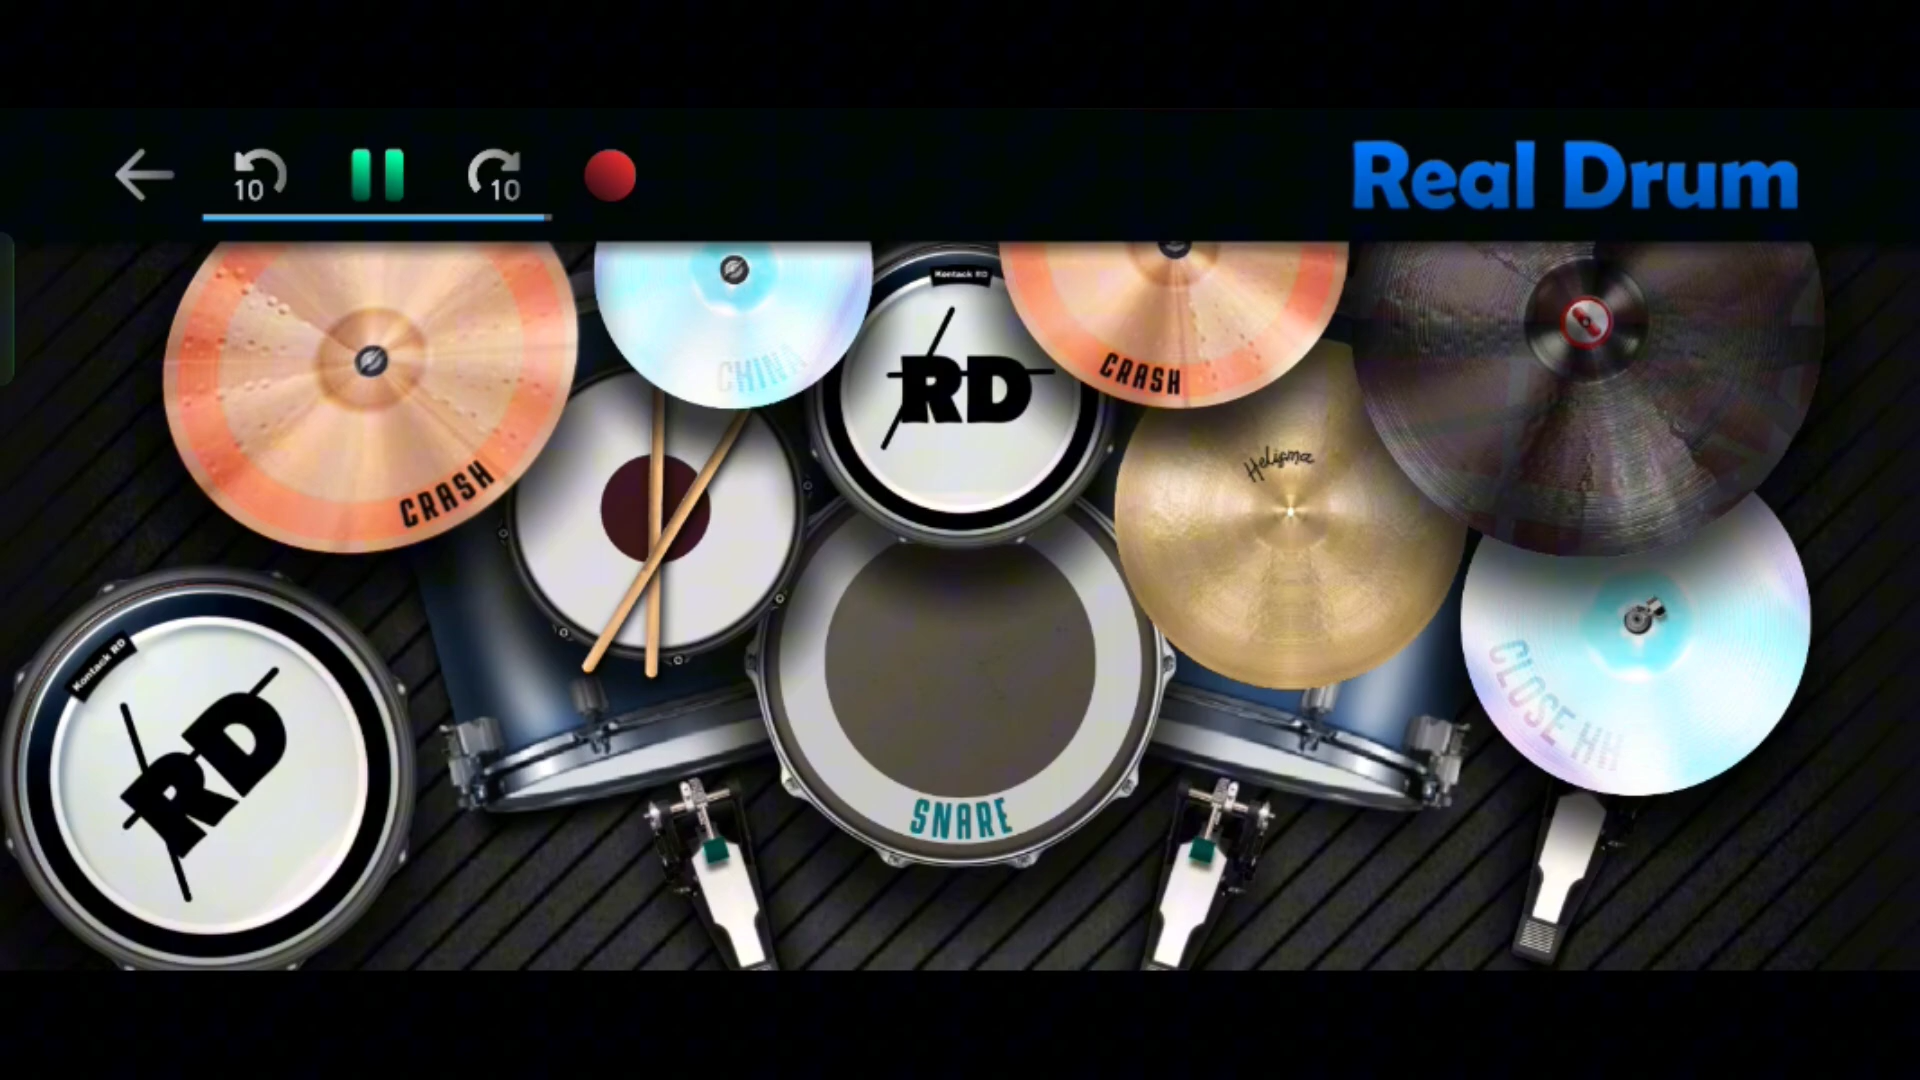 10
10
Real Drum
Kontack RD
RD
CHINA
CRASH
CRASH
Heligma
Kontack RD
RD
SNARE
CLOSE HH